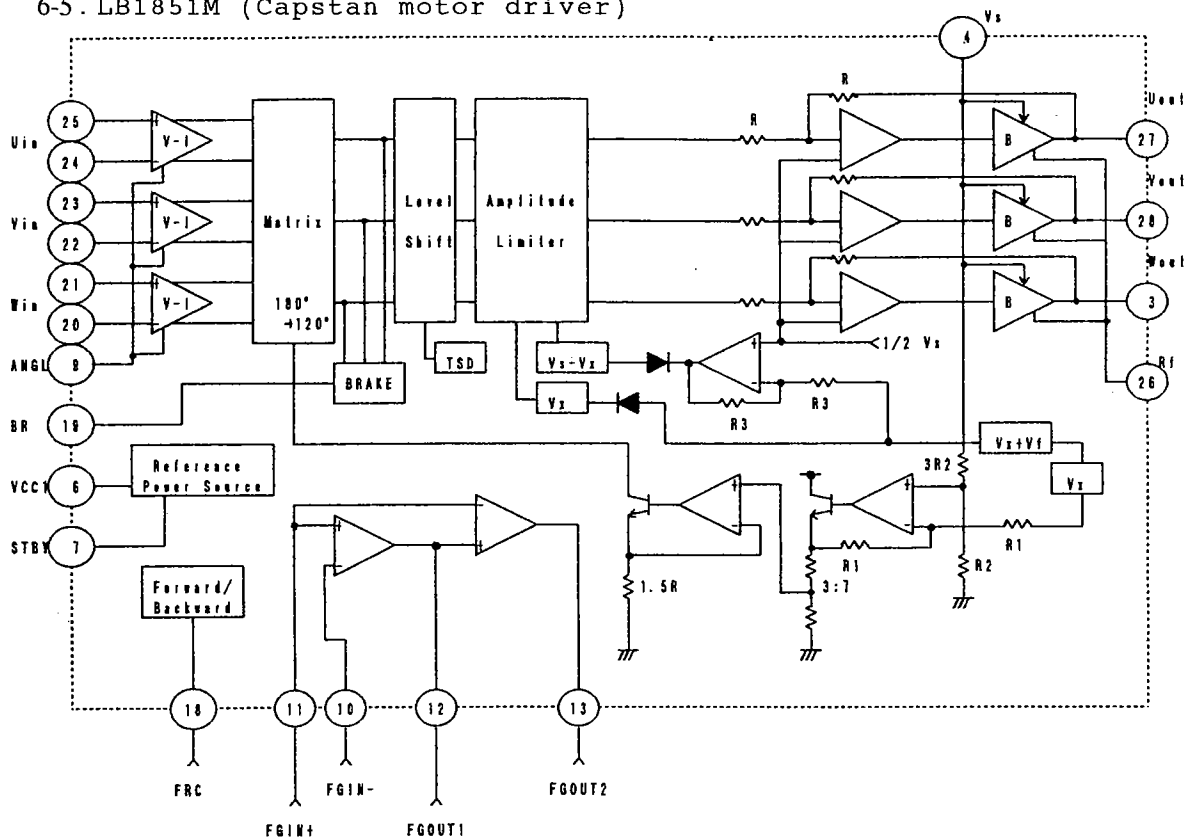 6-5. LB1851M (Capstan motor driver)
Vs
4
25
Uin
24
V-I
23
Vin
22
V-I
21
Win
20
V-I
ANGL
BR
19
VCC1
6
STBY
7
Matrix
180°
→120°
Level
Shift
Amplitude
Limiter
BRAKE
TSD
Vs-Vx
Vx
R
R
B
B
B
Uout
27
Vout
28
Wout
3
Rf
26
1/2 Vs
R3
R3
Vx+Vf
Vx
3R2
R1
R1
R2
3:7
1.5R
Reference
Power Source
Forward/
Backward
18
11
10
12
13
FRC
FGIN+
FGIN-
FGOUT1
FGOUT2